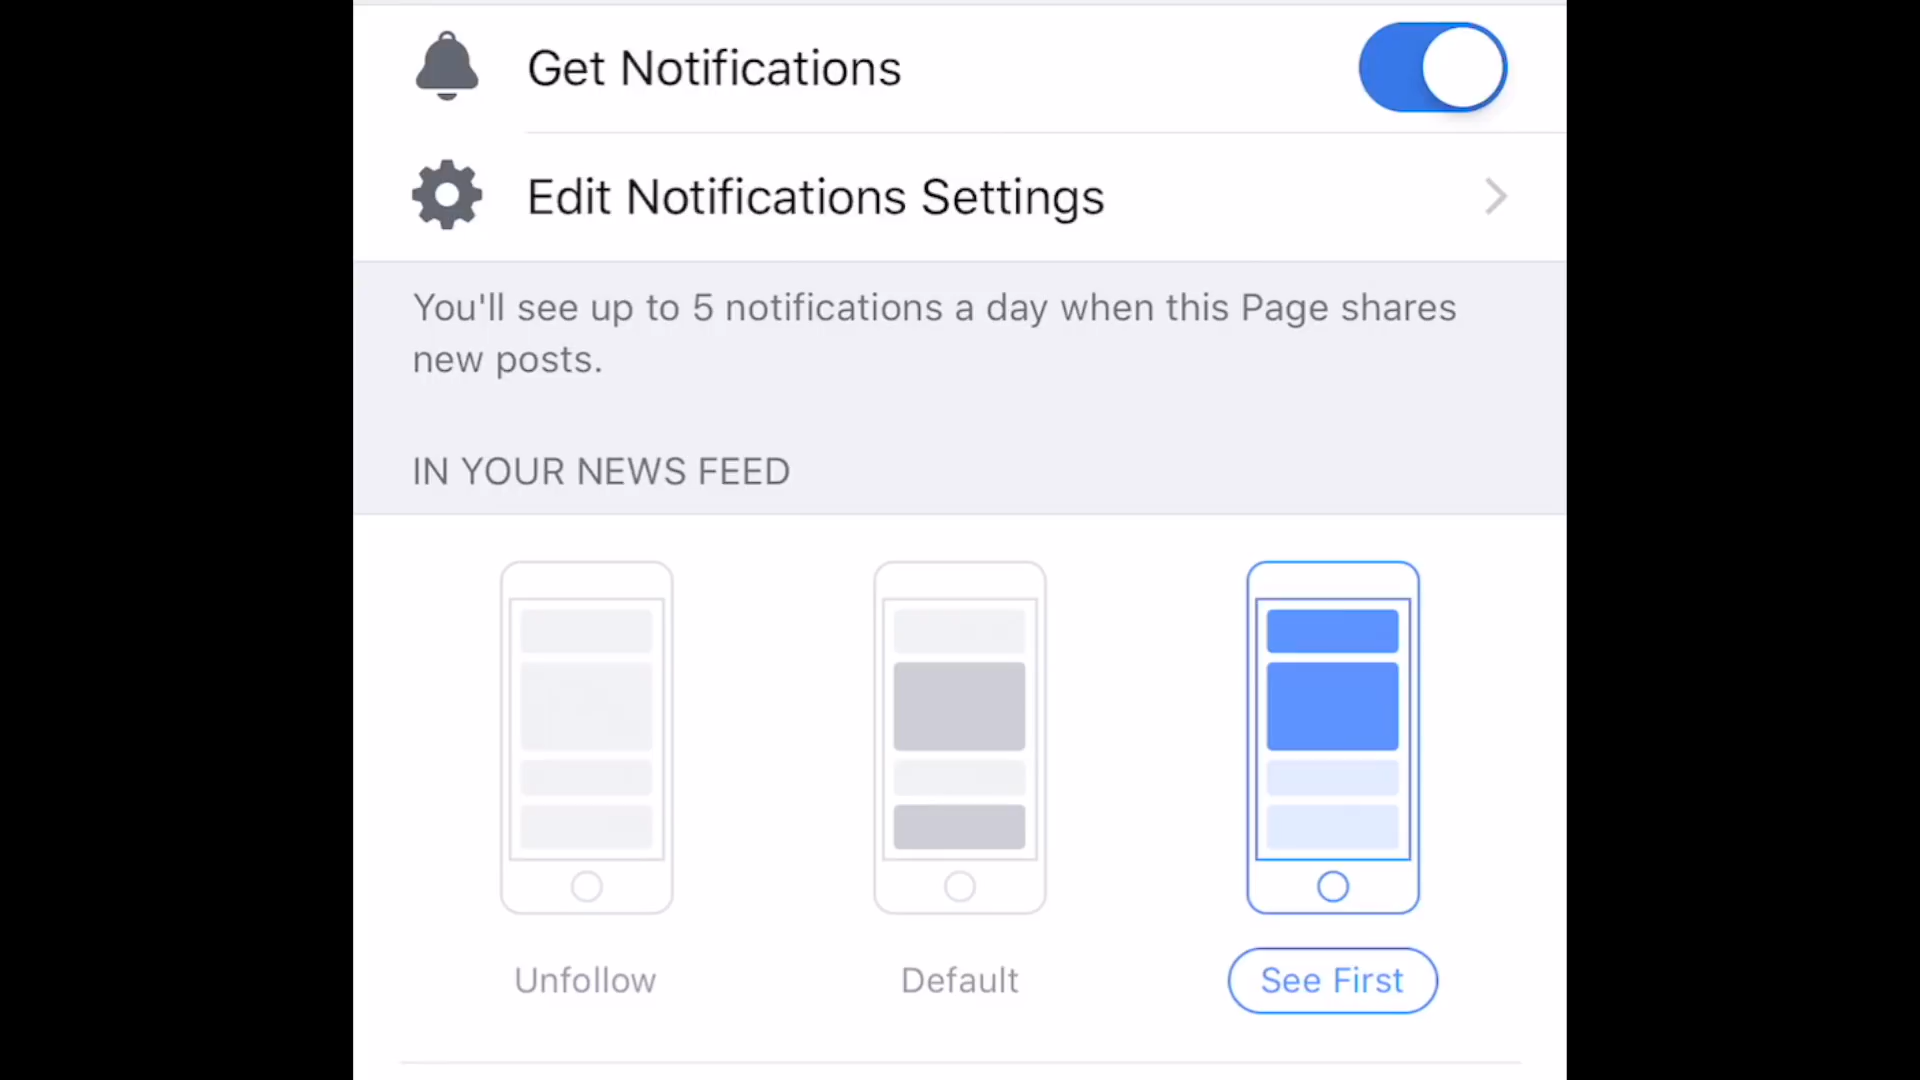 Get Notifications
Edit Notifications Settings
You'll see up to 5 notifications a day when this Page shares
new posts.
IN YOUR NEWS FEED
Unfollow
Default
See First